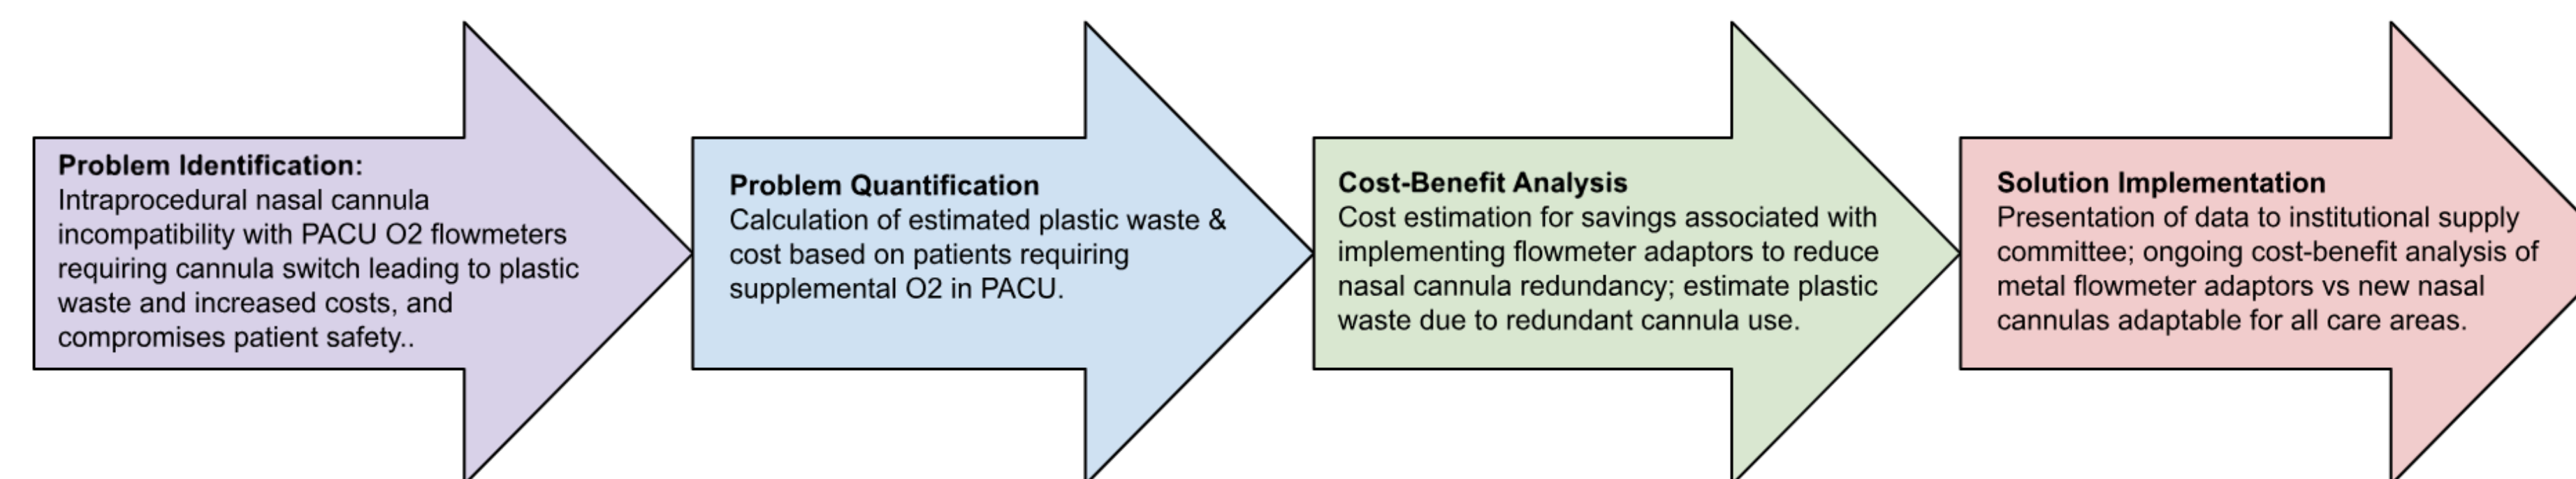 Problem Identification:
Intraprocedural nasal cannula
incompatibility with PACU O2 flowmeters
requiring cannula switch leading to plastic
waste and increased costs, and
compromises patient safety..
Problem Quantification
Calculation of estimated plastic waste &
cost based on patients requiring
supplemental O2 in PACU.
Cost-Benefit Analysis
Cost estimation for savings associated with
implementing flowmeter adaptors to reduce
nasal cannula redundancy; estimate plastic
waste due to redundant cannula use.
Solution Implementation
Presentation of data to institutional supply
committee; ongoing cost-benefit analysis of
metal flowmeter adaptors vs new nasal
cannulas adaptable for all care areas.